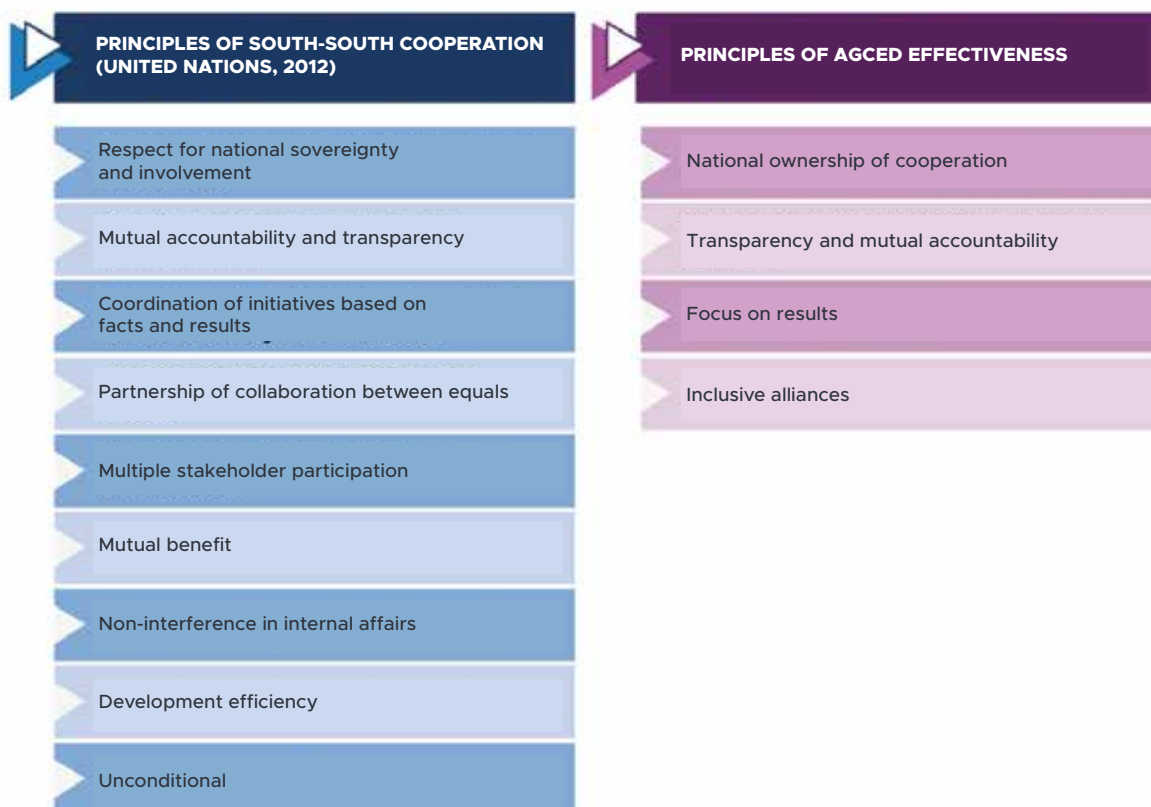 PRINCIPLES OF SOUTH-SOUTH COOPERATION
(UNITED NATIONS, 2012)
Respect for national sovereignty
and involvement
Mutual accountability and transparency
Coordination of initiatives based on
facts and results
Partnership of collaboration between equals
Multiple stakeholder participation
Mutual benefit
Non-interference in internal affairs
Development efficiency
Unconditional
PRINCIPLES OF AGCED EFFECTIVENESS
National ownership of cooperation
Transparency and mutual accountability
Focus on results
Inclusive alliances